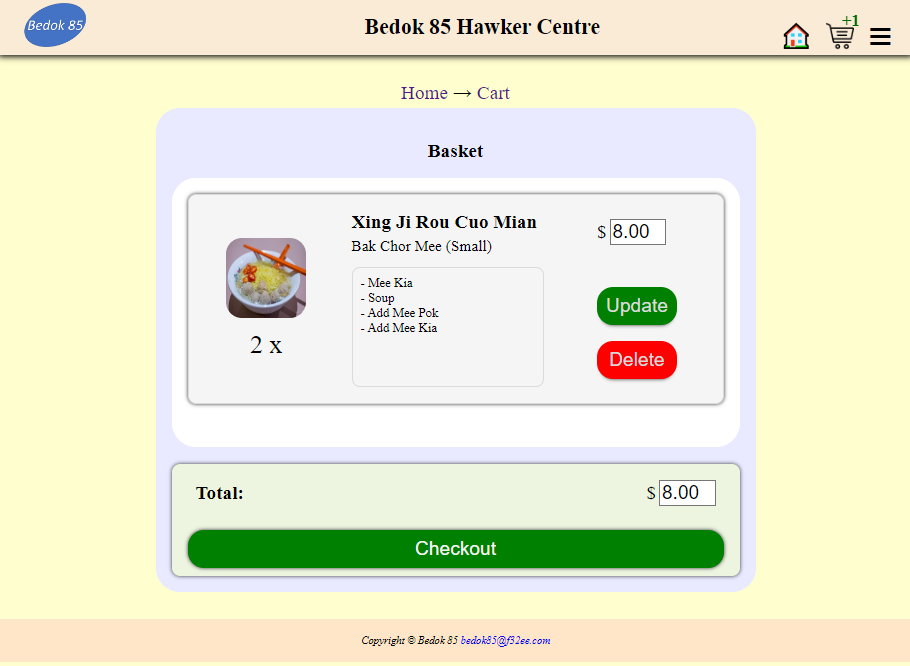 Bedok 85
Bedok 85 Hawker Centre
+1
Home → Cart
Basket
Xing Ji Rou Cuo Mian
$ 8.00
Bak Chor Mee (Small)
- Mee Kia
- Soup
- Add Mee Pok
- Add Mee Kia
2 x
Update
Delete
Total:
$ 8.00
Checkout
Copyright © Bedok 85 bedok85@f32ee.com